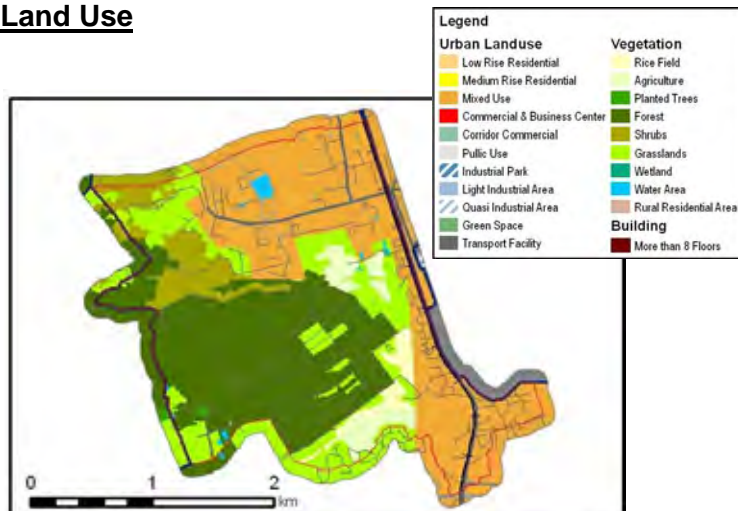 Land Use
Legend
Urban Landuse
Low Rise Residential
Medium Rise Residential
Mixed Use
Commercial & Business Center
Corridor Commercial
Pullic Use
Industrial Park
Light Industrial Area
Quasi Industrial Area
Green Space
Transport Facility
Vegetation
Rice Field
Agriculture
Planted Trees
Forest
Shrubs
Grasslands
Wetland
Water Area
Rural Residential Area
Building
More than 8 Floors
0 1 2
km